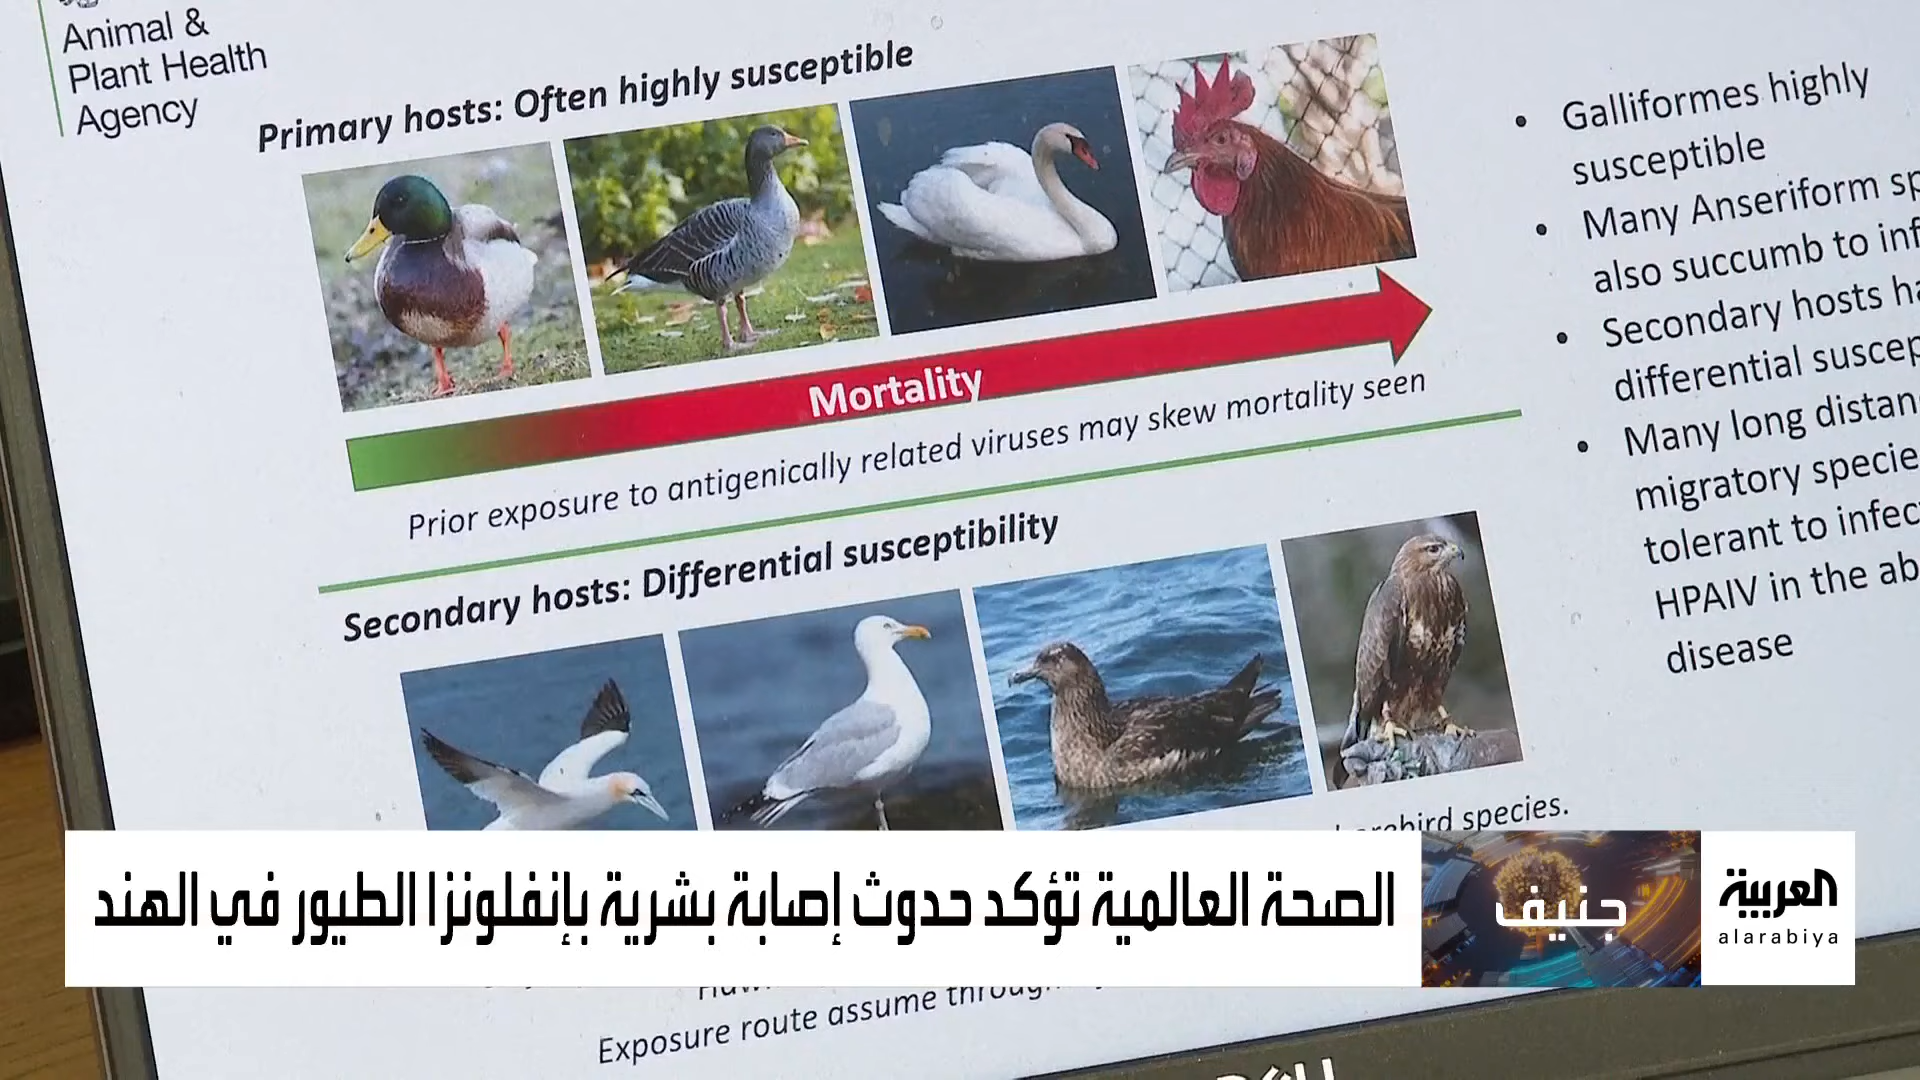 Animal &
Plant Health
Agency
Primary hosts: Often highly susceptible
Mortality
Prior exposure to antigenically related viruses may skew mortality seen
Secondary hosts: Differential susceptibility
• Galliformes highly
susceptible
• Many Anseriform
also succumb to
• Secondary hosts
differential
• Many long
migratory
tolerant to
HPAIV in the
disease
species.
Exposure route assume
الصحة العالمية تؤكد حدوث إصابة بشرية بإنفلونزا الطيور في الهند
جنيف
العربية
alarabiya